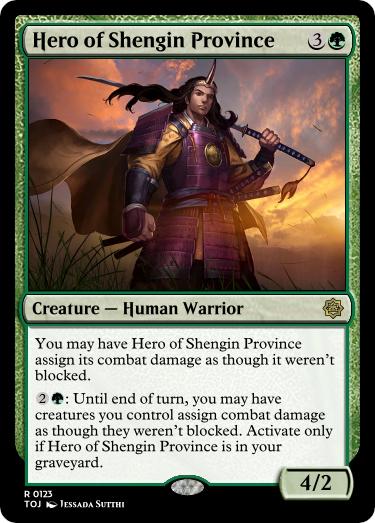 Hero of Shengin Province 3
Creature — Human Warrior
You may have Hero of Shengin Province
assign its combat damage as though it weren't
blocked.
2 : Until end of turn, you may have
creatures you control assign combat damage
as though they weren't blocked. Activate only
if Hero of Shengin Province is in your
graveyard.
4/2
R 0123
TOJ Jessada Sutthi